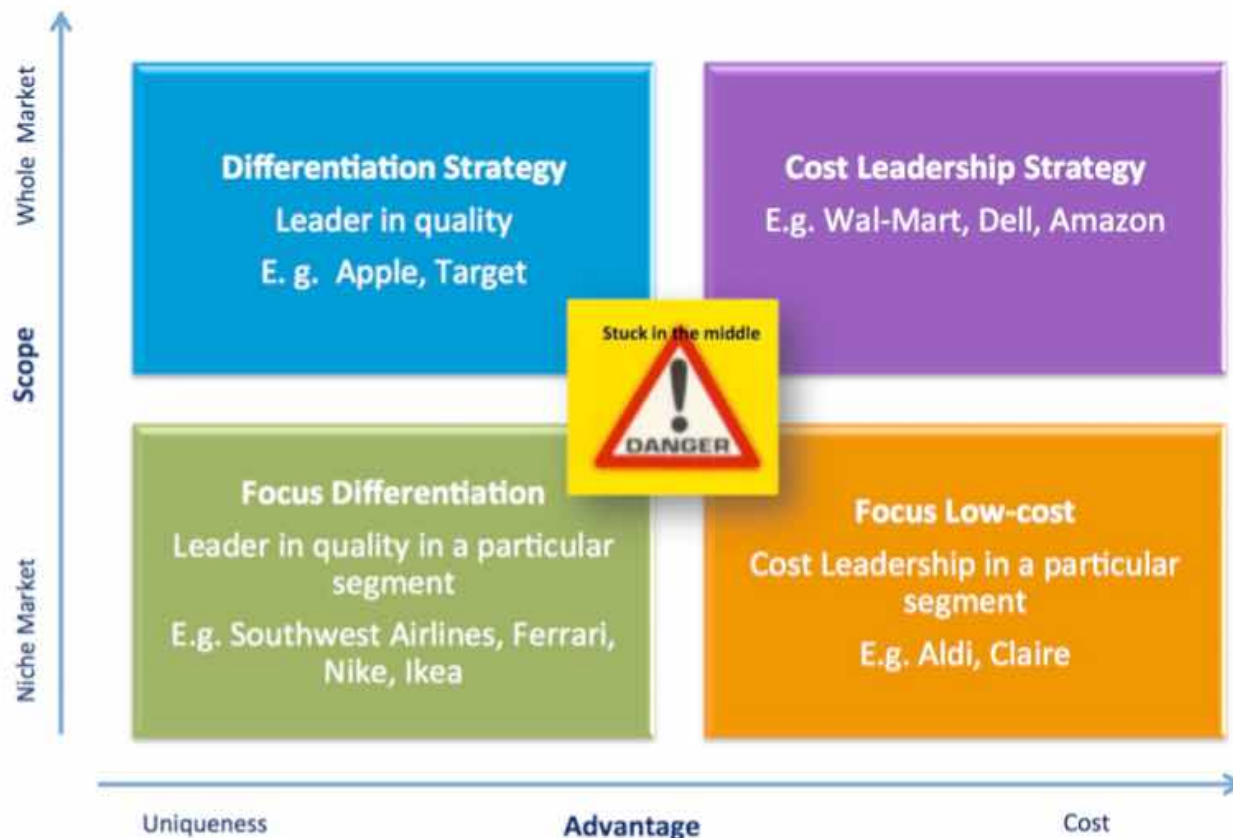 Whole Market
Scope
Niche Market
Differentiation Strategy
Leader in quality
E. g. Apple, Target
Cost Leadership Strategy
E.g. Wal-Mart, Dell, Amazon
Stuck in the middle
DANGER
Focus Differentiation
Leader in quality in a particular
segment
E.g. Southwest Airlines, Ferrari,
Nike, Ikea
Focus Low-cost
Cost Leadership in a particular
segment
E.g. Aldi, Claire
Uniqueness
Advantage
Cost